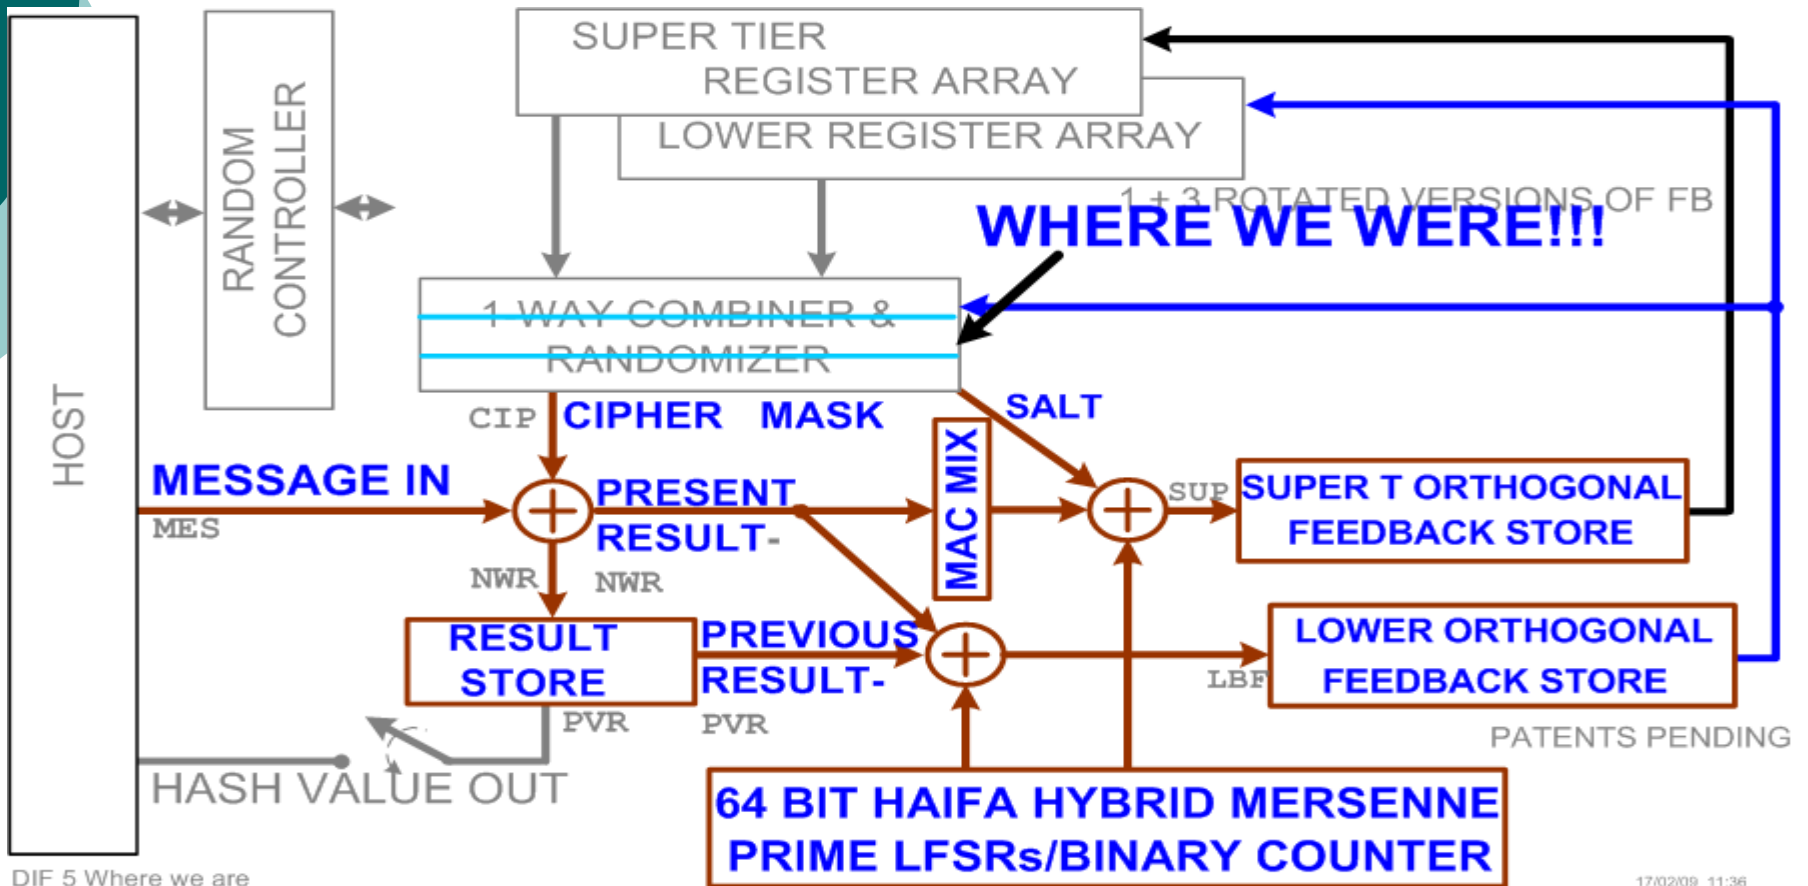 SUPER TIER
REGISTER ARRAY
LOWER REGISTER ARRAY
RANDOM
CONTROLLER
1 + 3 ROTATED VERSIONS OF FB
WHERE WE WERE!!!
1-WAY COMBINER &
RANDOMIZER
HOST
CIP CIPHER MASK
SALT
MESSAGE IN
MES
PRESENT
RESULT-
NWR
NWR
MAC MIX
SUP
SUPER T ORTHOGONAL
FEEDBACK STORE
RESULT
STORE
PREVIOUS
RESULT-
PVR
PVR
LBF
LOWER ORTHOGONAL
FEEDBACK STORE
PATENTS PENDING
HASH VALUE OUT
64 BIT HAIFA HYBRID MERSENNE
PRIME LFSRs/BINARY COUNTER
DIF 5 Where we are
17/02/09 11:36